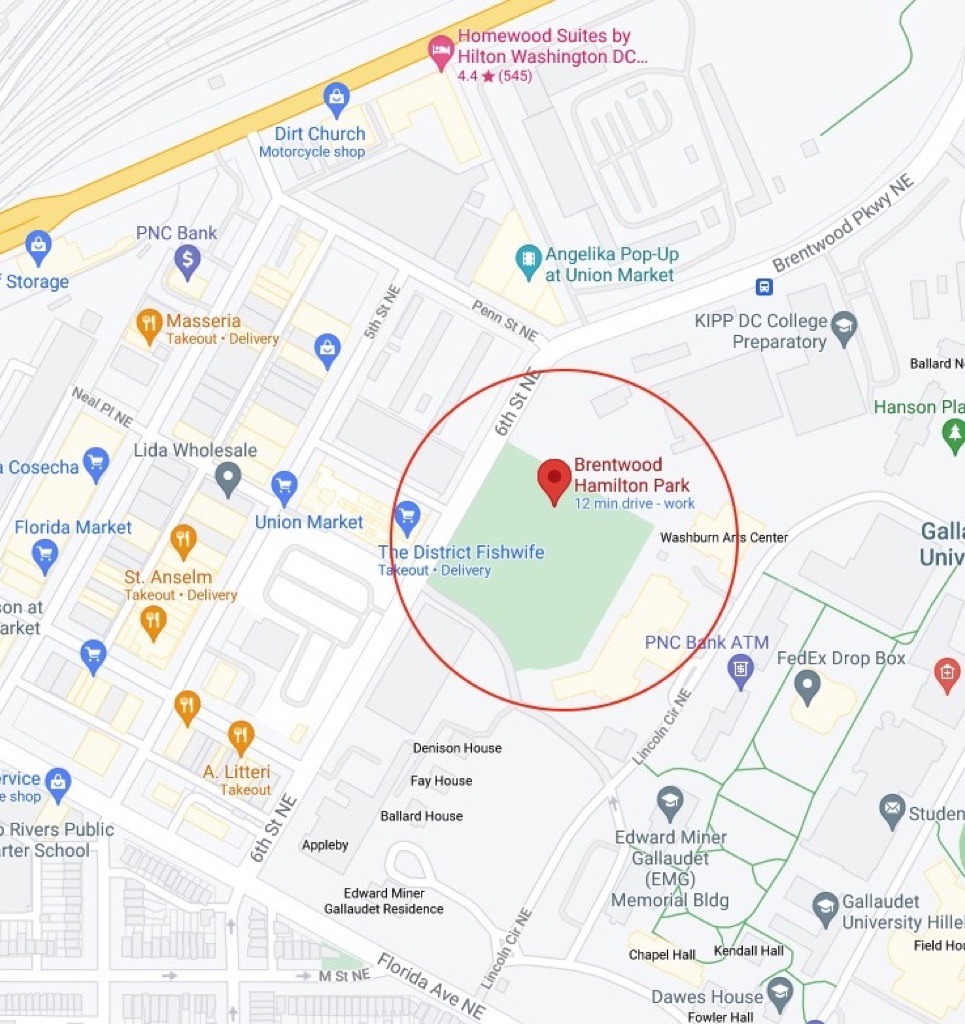 Homewood Suites by
Hilton Washington DC...
4.4 ★ (545)
Dirt Church
Motorcycle shop
Brentwood Pkwy NE
PNC Bank
Storage
Angelika Pop-Up
at Union Market
5th St NE
Penn St NE
Masseria
Takeout • Delivery
KIPP DC College
Preparatory
Ballard N
6th St NE
Neal Pl NE
Hanson Pla
Lida Wholesale
Brentwood
Hamilton Park
12 min drive - work
a Cosecha
Union Market
Florida Market
Washburn Arts Center
Gall
Univ
The District Fishwife
Takeout • Delivery
St. Anselm
Takeout • Delivery
son at
arket
PNC Bank ATM
FedEx Drop Box
Lincoln Cir NE
Denison House
A. Litteri
Takeout
Fay House
ervice
e shop
Ballard House
Studen
o Rivers Public
arter School
6th St NE
Appleby
Edward Miner
Gallaudet
(EMG)
Memorial Bldg
Edward Miner
Gallaudet Residence
Gallaudet
University Hille
Lincoln Cir NE
Chapel Hall
Kendall Hall
Field Hou
M St NE
Florida Ave NE
Dawes House
Fowler Hall